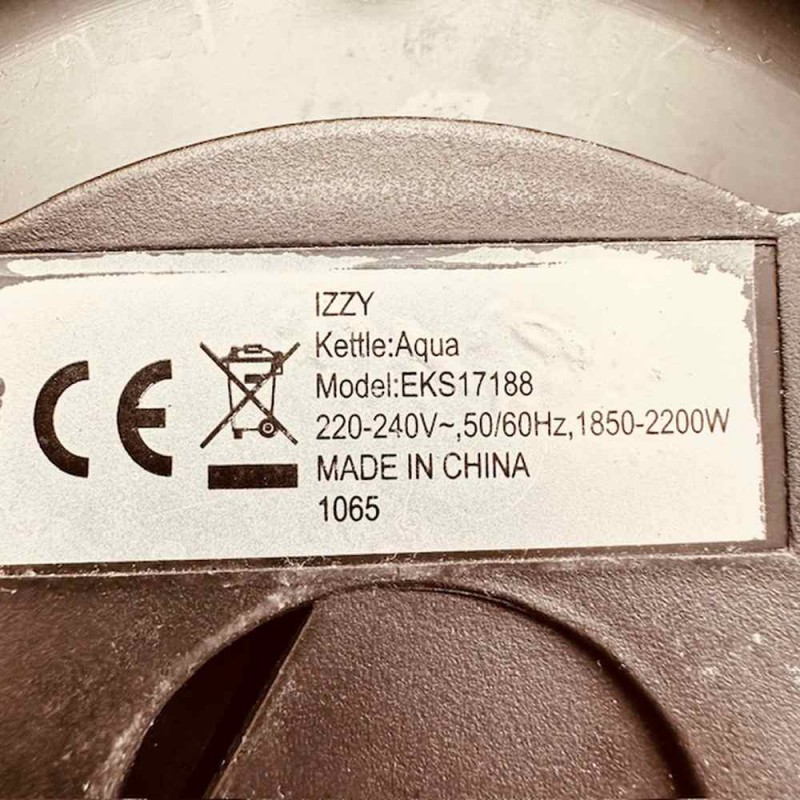 CE
IZZY
Kettle:Aqua
Model:EKS17188
220-240V~,50/60Hz,1850-2200W
MADE IN CHINA
1065